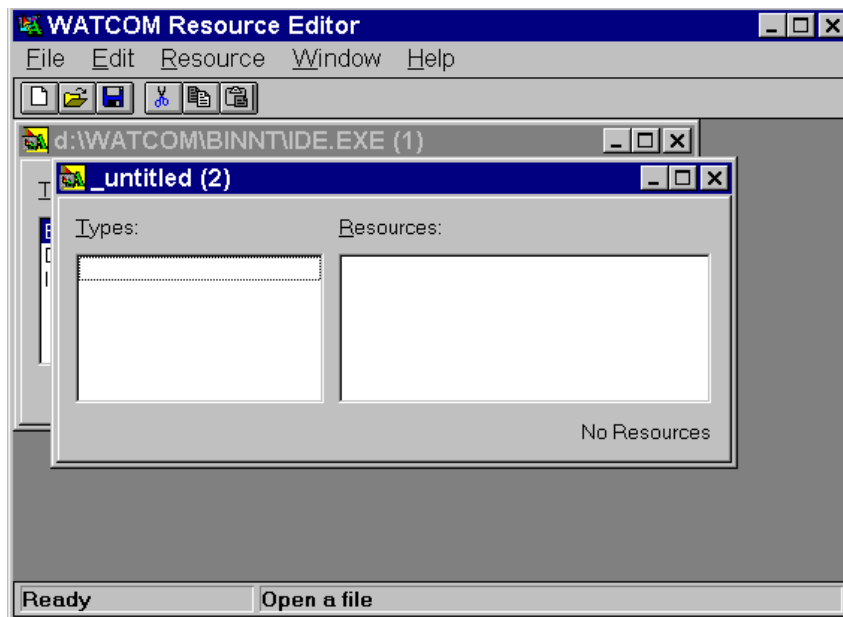 WATCOM Resource Editor
File Edit Resource Window Help
d:\WATCOM\BINNT\IDE.EXE (1)
_untitled (2)
Types:
Resources:
No Resources
Ready
Open a file